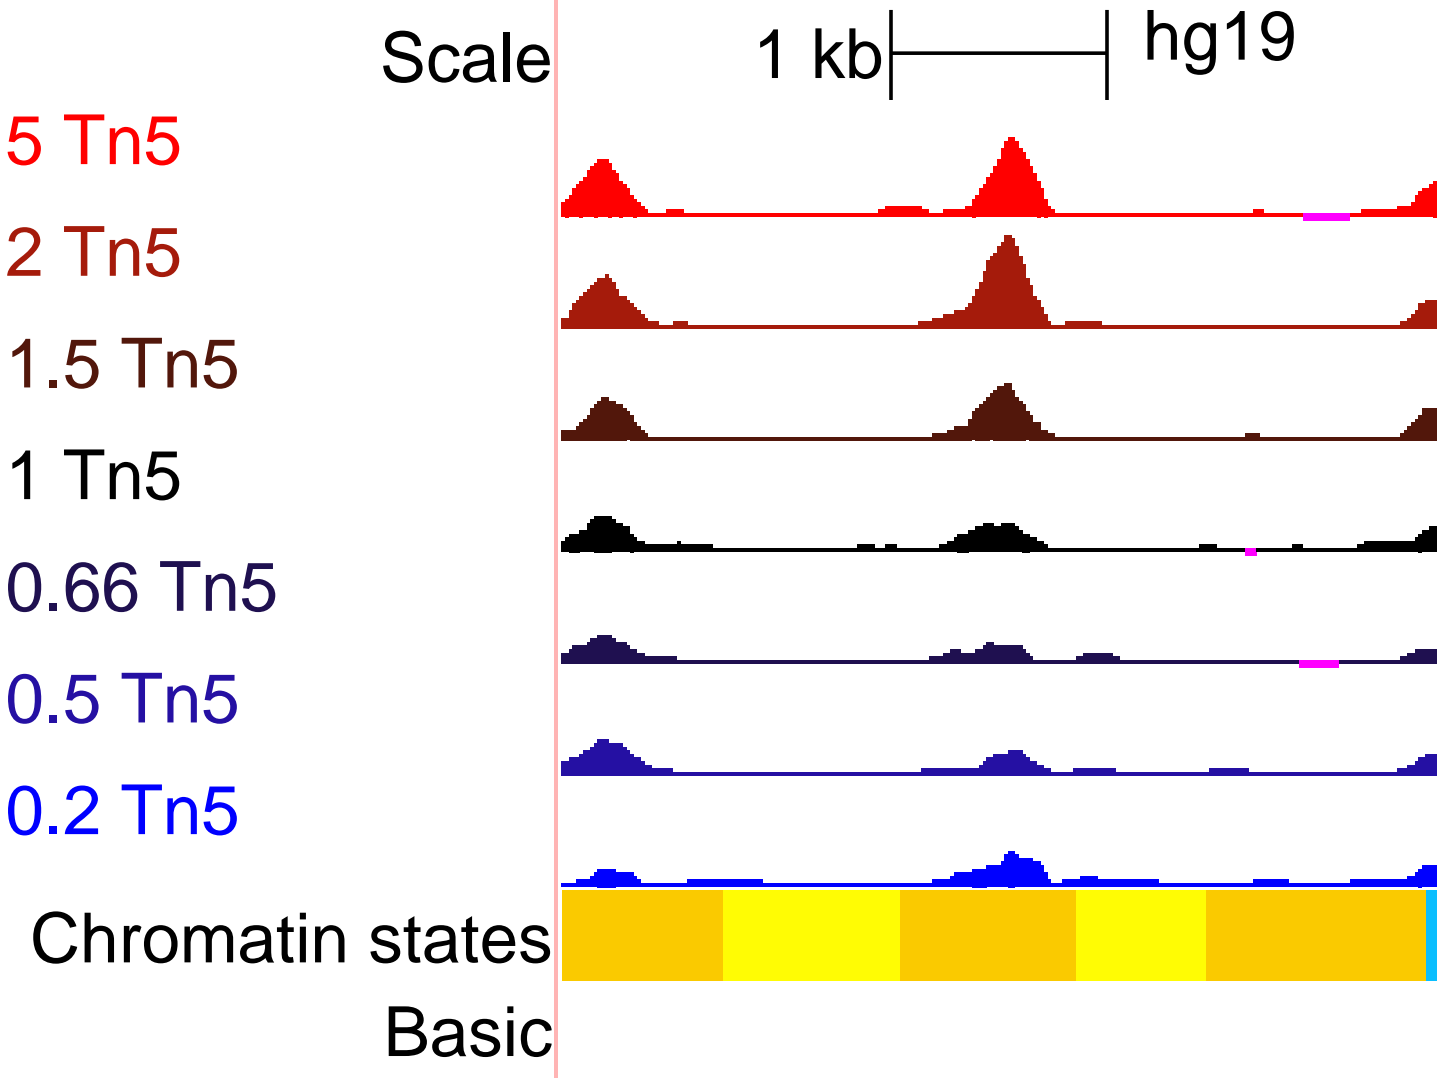 Scale 1 kb hg19
5 Tn5
2 Tn5
1.5 Tn5
1 Tn5
0.66 Tn5
0.5 Tn5
0.2 Tn5
Chromatin states
Basic